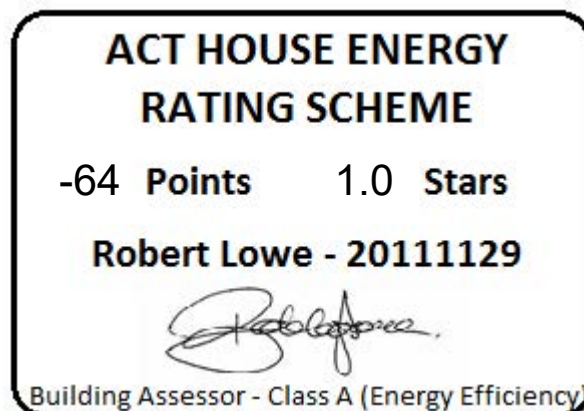 ACT HOUSE ENERGY
RATING SCHEME
-64 Points 1.0 Stars
Robert Lowe - 20111129
Building Assessor - Class A (Energy Efficiency)